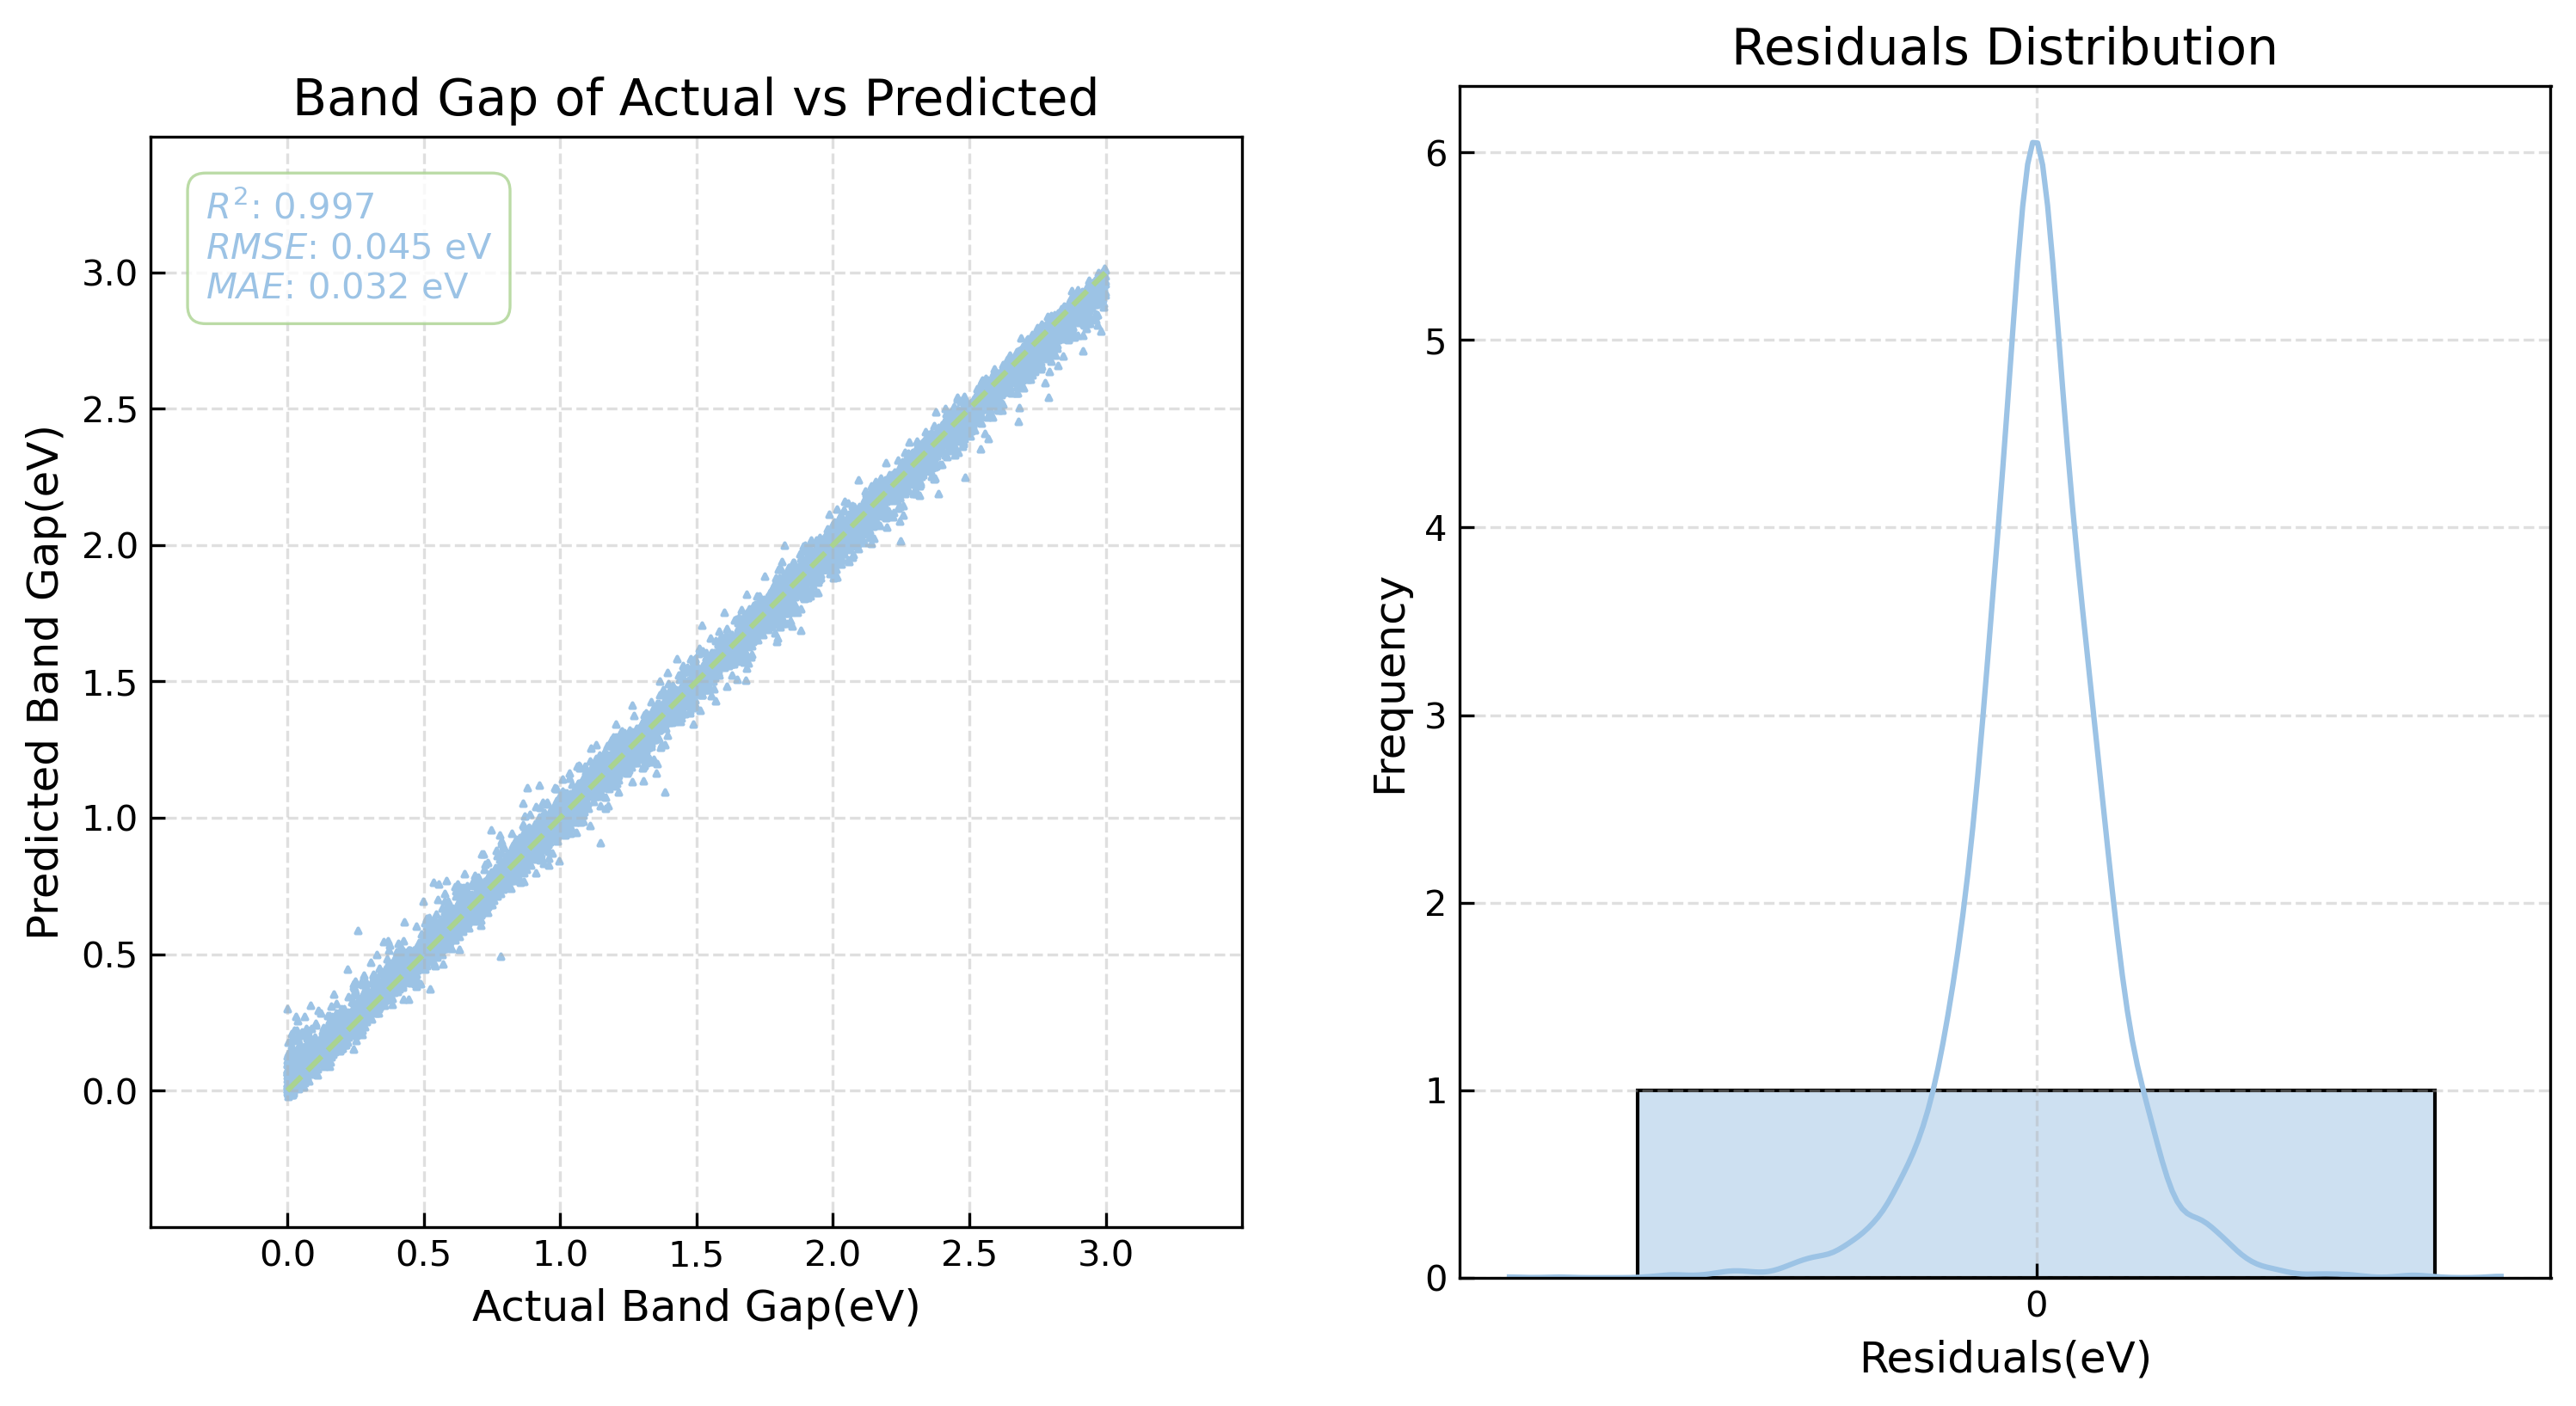 Band Gap of Actual vs Predicted
R²: 0.997
RMSE: 0.045 eV
MAE: 0.032 eV
3.0
2.5
2.0
1.5
1.0
0.5
0.0
Predicted Band Gap(eV)
0.0 0.5 1.0 1.5 2.0 2.5 3.0
Actual Band Gap(eV)
Residuals Distribution
6
5
4
3
2
1
0
Frequency
0
Residuals(eV)